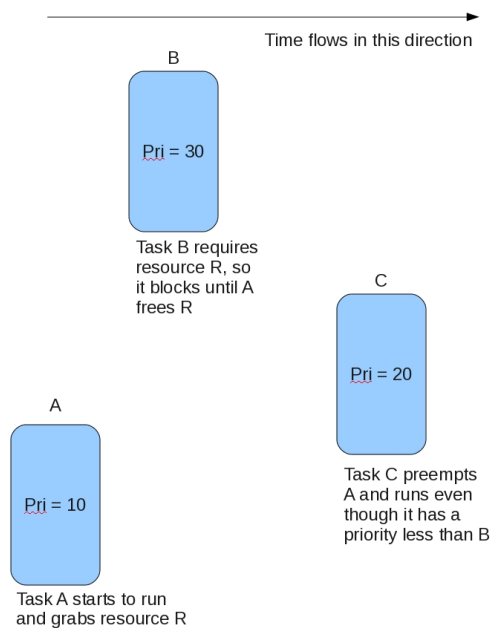 Time flows in this direction
B
Pri = 30
Task B requires
resource R, so
it blocks until A
frees R
C
Pri = 20
Task C preempts
A and runs even
though it has a
priority less than B
A
Pri = 10
Task A starts to run
and grabs resource R